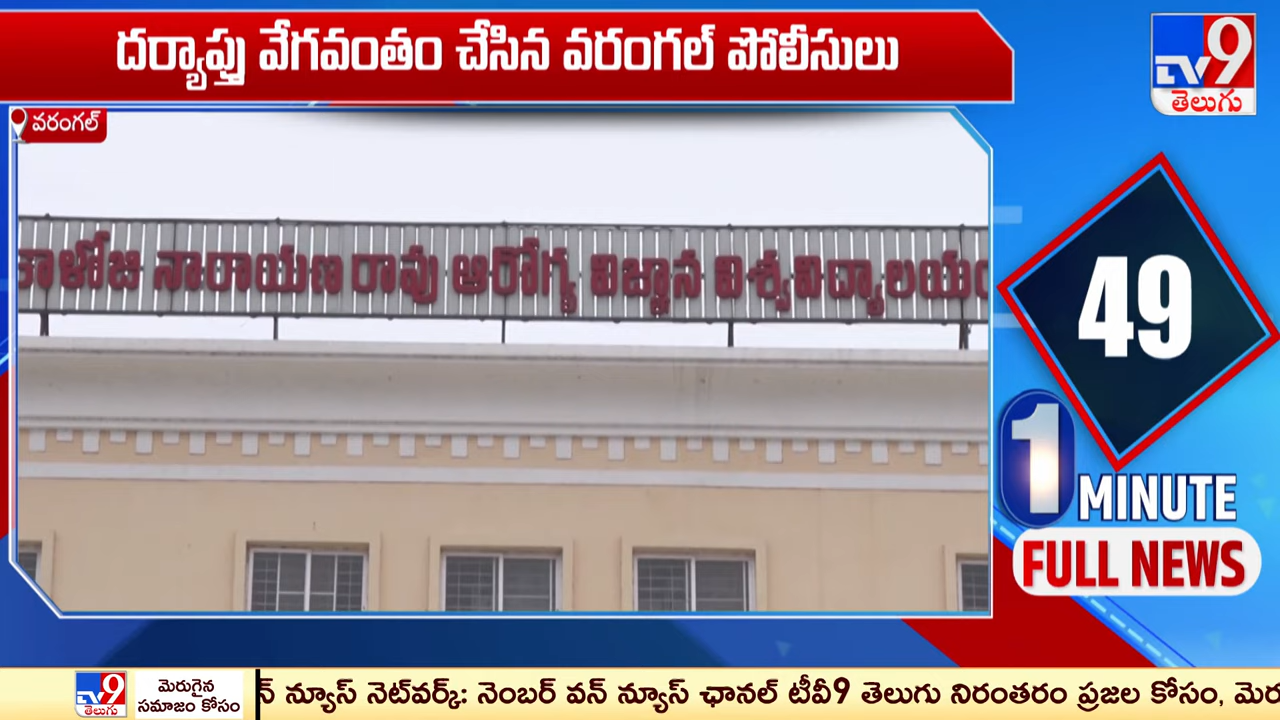 దర్యాప్తు వేగవంతం చేసిన వరంగల్ పోలీసులు
TV9
తెలుగు
వరంగల్
కాళోజి నారాయణ రావు ఆరోగ్య విజ్ఞాన విశ్వవిద్యాలయం
49
1 MINUTE
FULL NEWS
TV9
తెలుగు
మెరుగైన
సమాజం కోసం
న్యూస్ నెట్‌వర్క్: నెంబర్ వన్ న్యూస్ ఛానల్ టీవీ9 తెలుగు నిరంతరం ప్రజల కోసం,